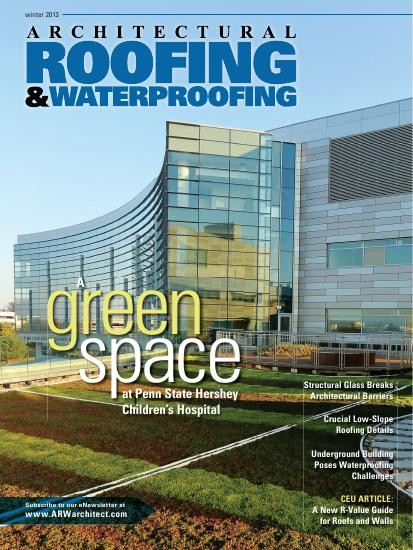 winter 2013
ARCHITECTURAL
ROOFING
&WATERPROOFING
A
green
space
at Penn State Hershey
Children's Hospital
Structural Glass Breaks
Architectural Barriers
Crucial Low-Slope
Roofing Details
Underground Building
Poses Waterproofing
Challenges
CEU ARTICLE:
A New R-Value Guide
for Roofs and Walls
Subscribe to our eNewsletter at
www.ARWarchitect.com